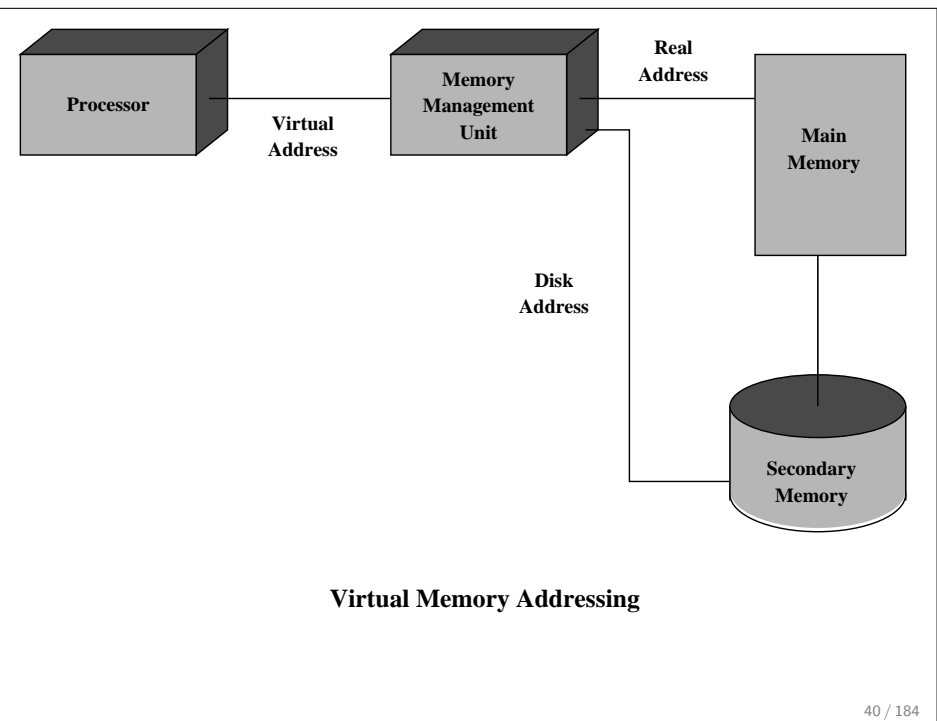 Processor
Virtual
Address
Memory
Management
Unit
Real
Address
Main
Memory
Disk
Address
Secondary
Memory
Virtual Memory Addressing
40 / 184